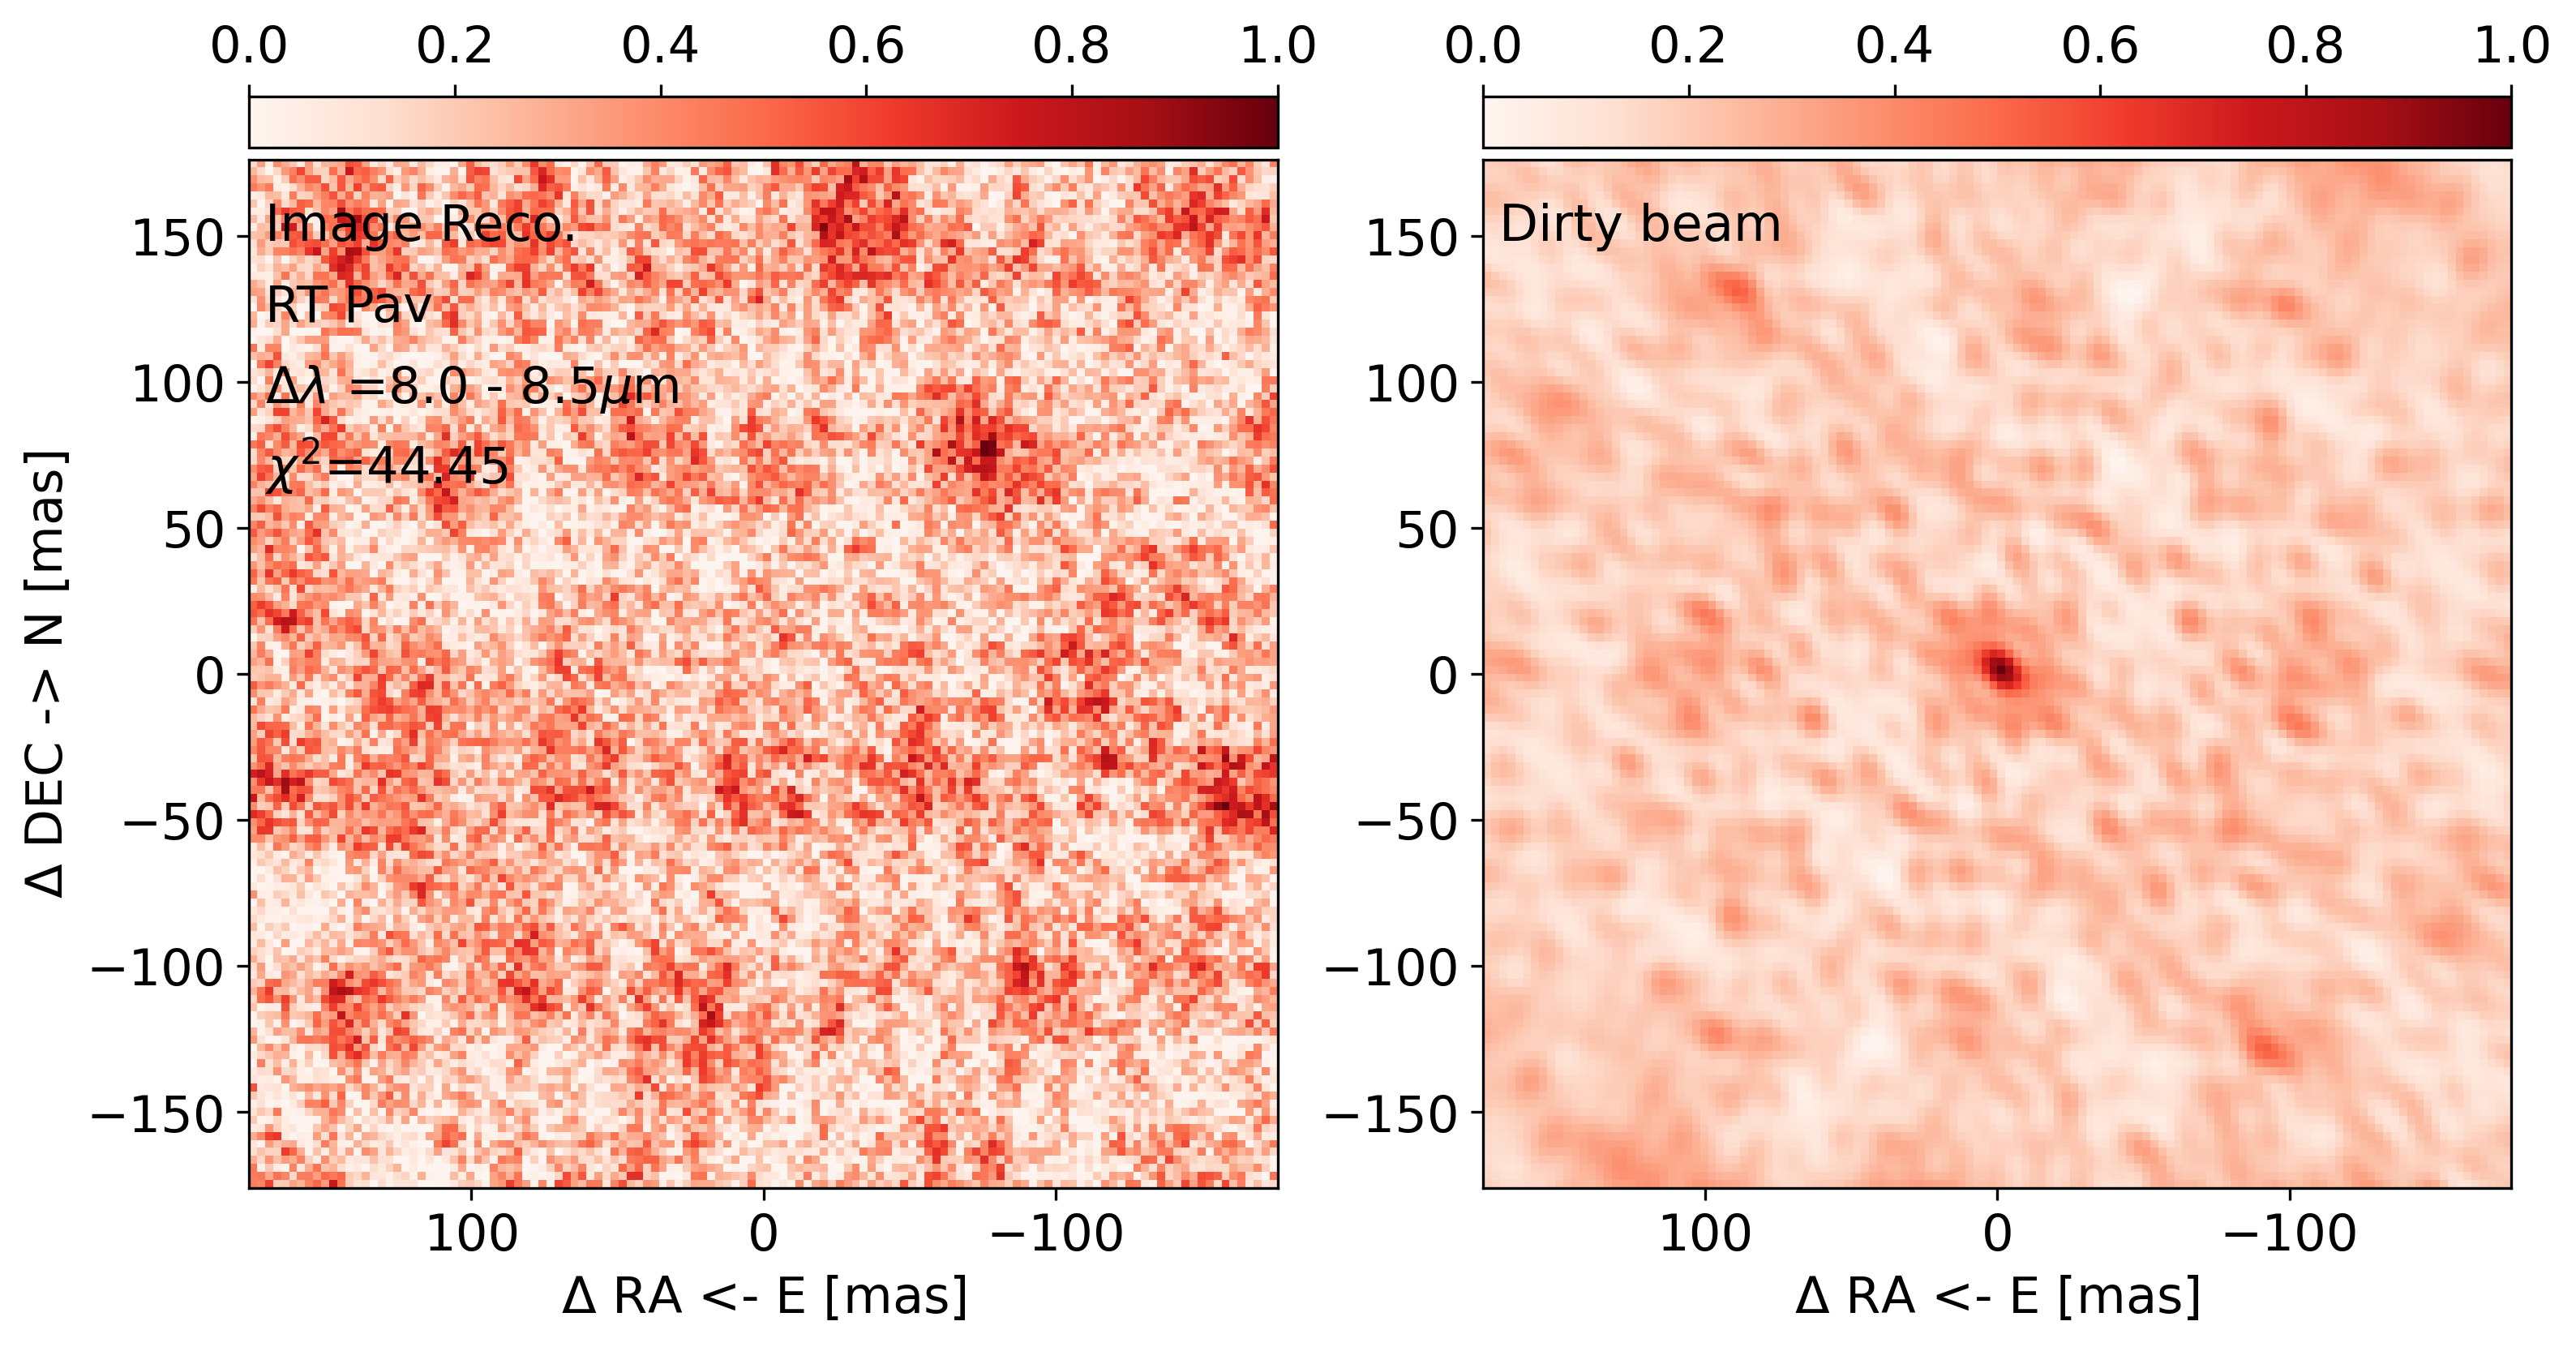 0.0 0.2 0.4 0.6 0.8 1.0
0.0 0.2 0.4 0.6 0.8 1.0
Image Reco.
RT Pav
Δλ =8.0 - 8.5μm
χ²=44.45
150
100
50
0
−50
−100
−150
Δ DEC -> N [mas]
100 0 −100
Δ RA <- E [mas]
Dirty beam
150
100
50
0
−50
−100
−150
100 0 −100
Δ RA <- E [mas]